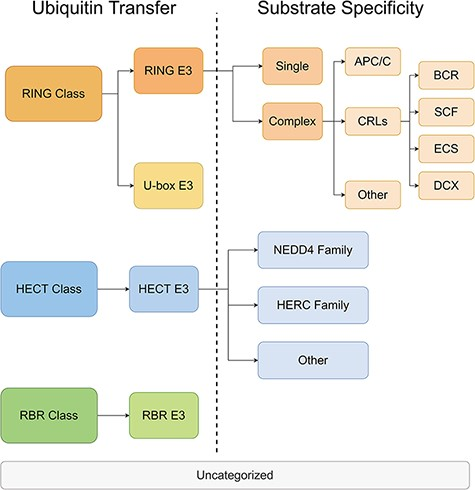 Ubiquitin Transfer
Substrate Specificity
RING Class
RING E3
U-box E3
Single
Complex
APC/C
CRLs
Other
BCR
SCF
ECS
DCX
HECT Class
HECT E3
NEDD4 Family
HERC Family
Other
RBR Class
RBR E3
Uncategorized